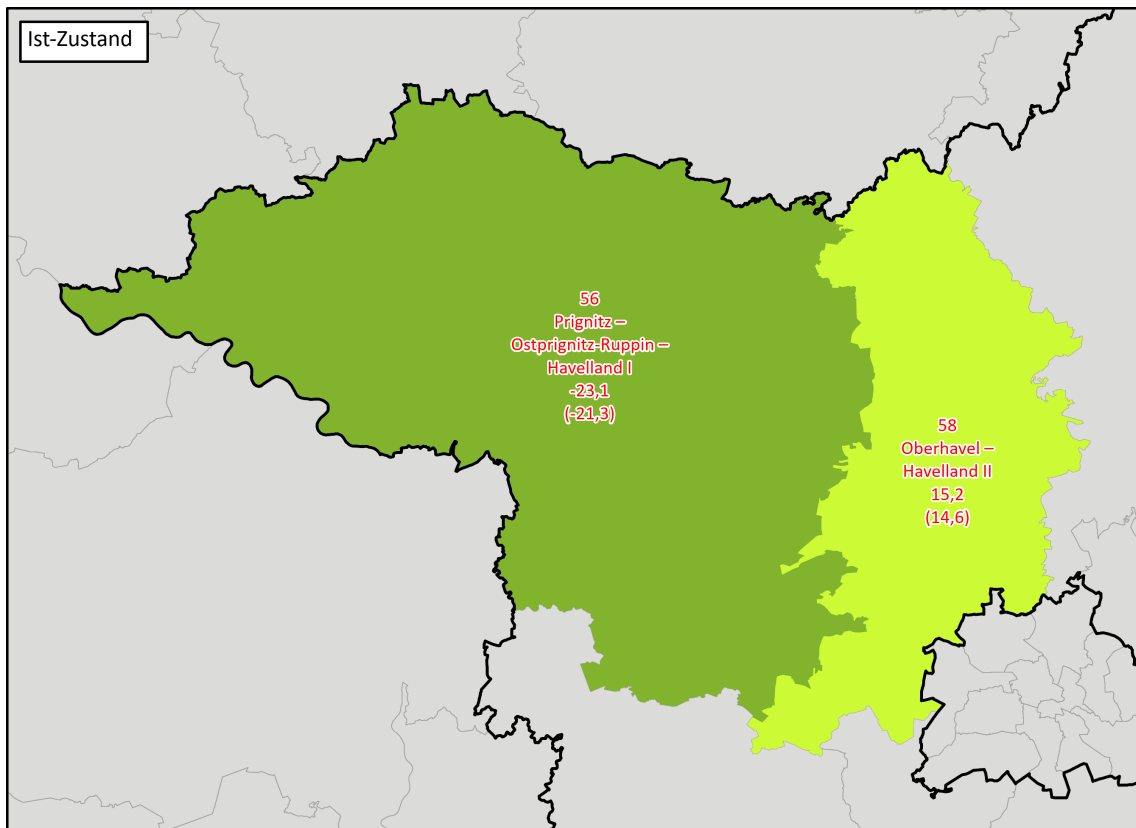 Ist-Zustand
56
Prignitz –
Ostprignitz-Ruppin –
Havelland I
-23,1
(-21,3)
58
Oberhavel –
Havelland II
15,2
(14,6)